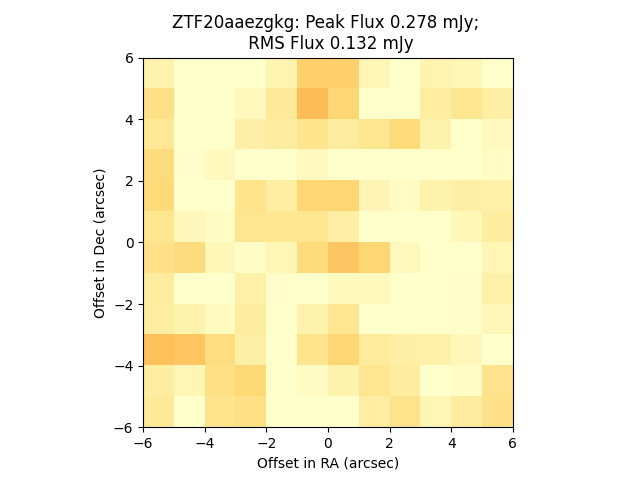 ZTF20aaezgkg: Peak Flux 0.278 mJy;
RMS Flux 0.132 mJy
6
4
2
0
−2
−4
−6
Offset in Dec (arcsec)
−6 −4 −2 0 2 4 6
Offset in RA (arcsec)